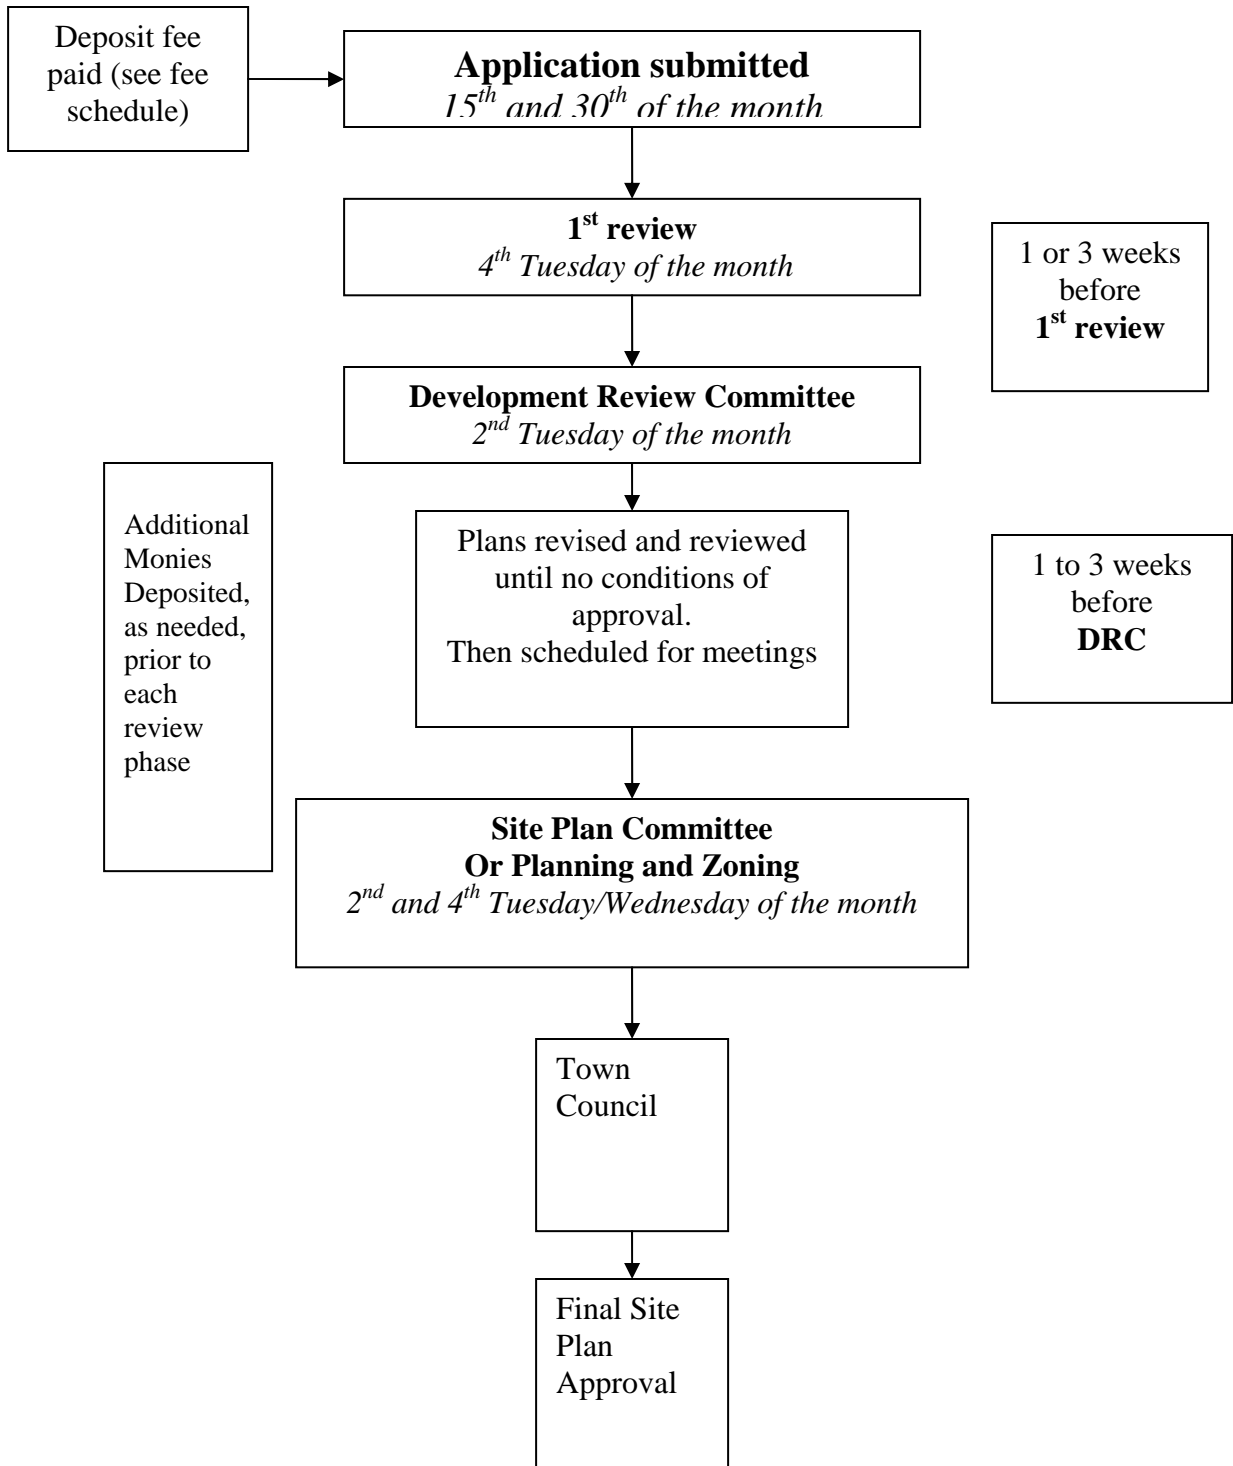 Deposit fee
paid (see fee
schedule)
Application submitted
15th and 30th of the month
1st review
4th Tuesday of the month
1 or 3 weeks
before
1st review
Development Review Committee
2nd Tuesday of the month
Additional
Monies
Deposited,
as needed,
prior to
each
review
phase
Plans revised and reviewed
until no conditions of
approval.
Then scheduled for meetings
1 to 3 weeks
before
DRC
Site Plan Committee
Or Planning and Zoning
2nd and 4th Tuesday/Wednesday of the month
Town
Council
Final Site
Plan
Approval